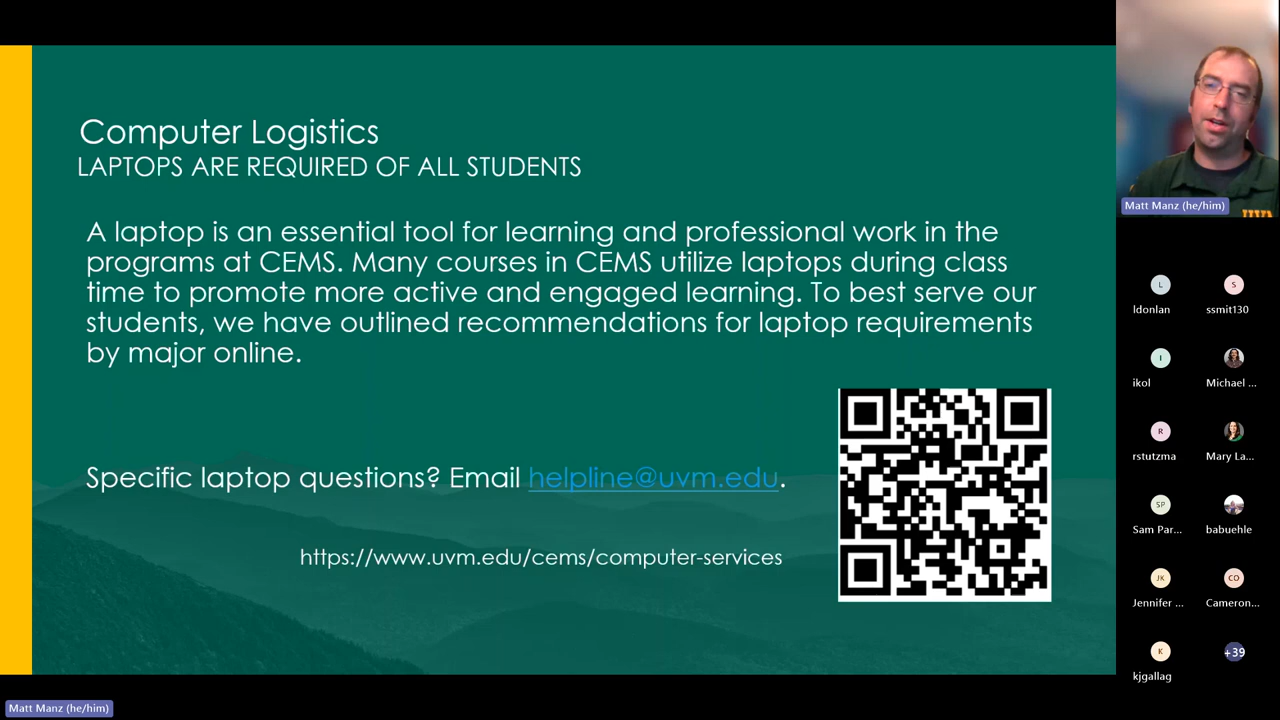 Computer Logistics
LAPTOPS ARE REQUIRED OF ALL STUDENTS
A laptop is an essential tool for learning and professional work in the
programs at CEMS. Many courses in CEMS utilize laptops during class
time to promote more active and engaged learning. To best serve our
students, we have outlined recommendations for laptop requirements
by major online.
Specific laptop questions? Email helpline@uvm.edu.
https://www.uvm.edu/cems/computer-services
UVM
Matt Manz (he/him)
L S
ldonlan ssmit130
I
ikol Michael ...
R
rstutzma Mary La...
SP
Sam Par... babuehle
JK CO
Jennifer ... Cameron...
K +39
kjgallag
Matt Manz (he/him)